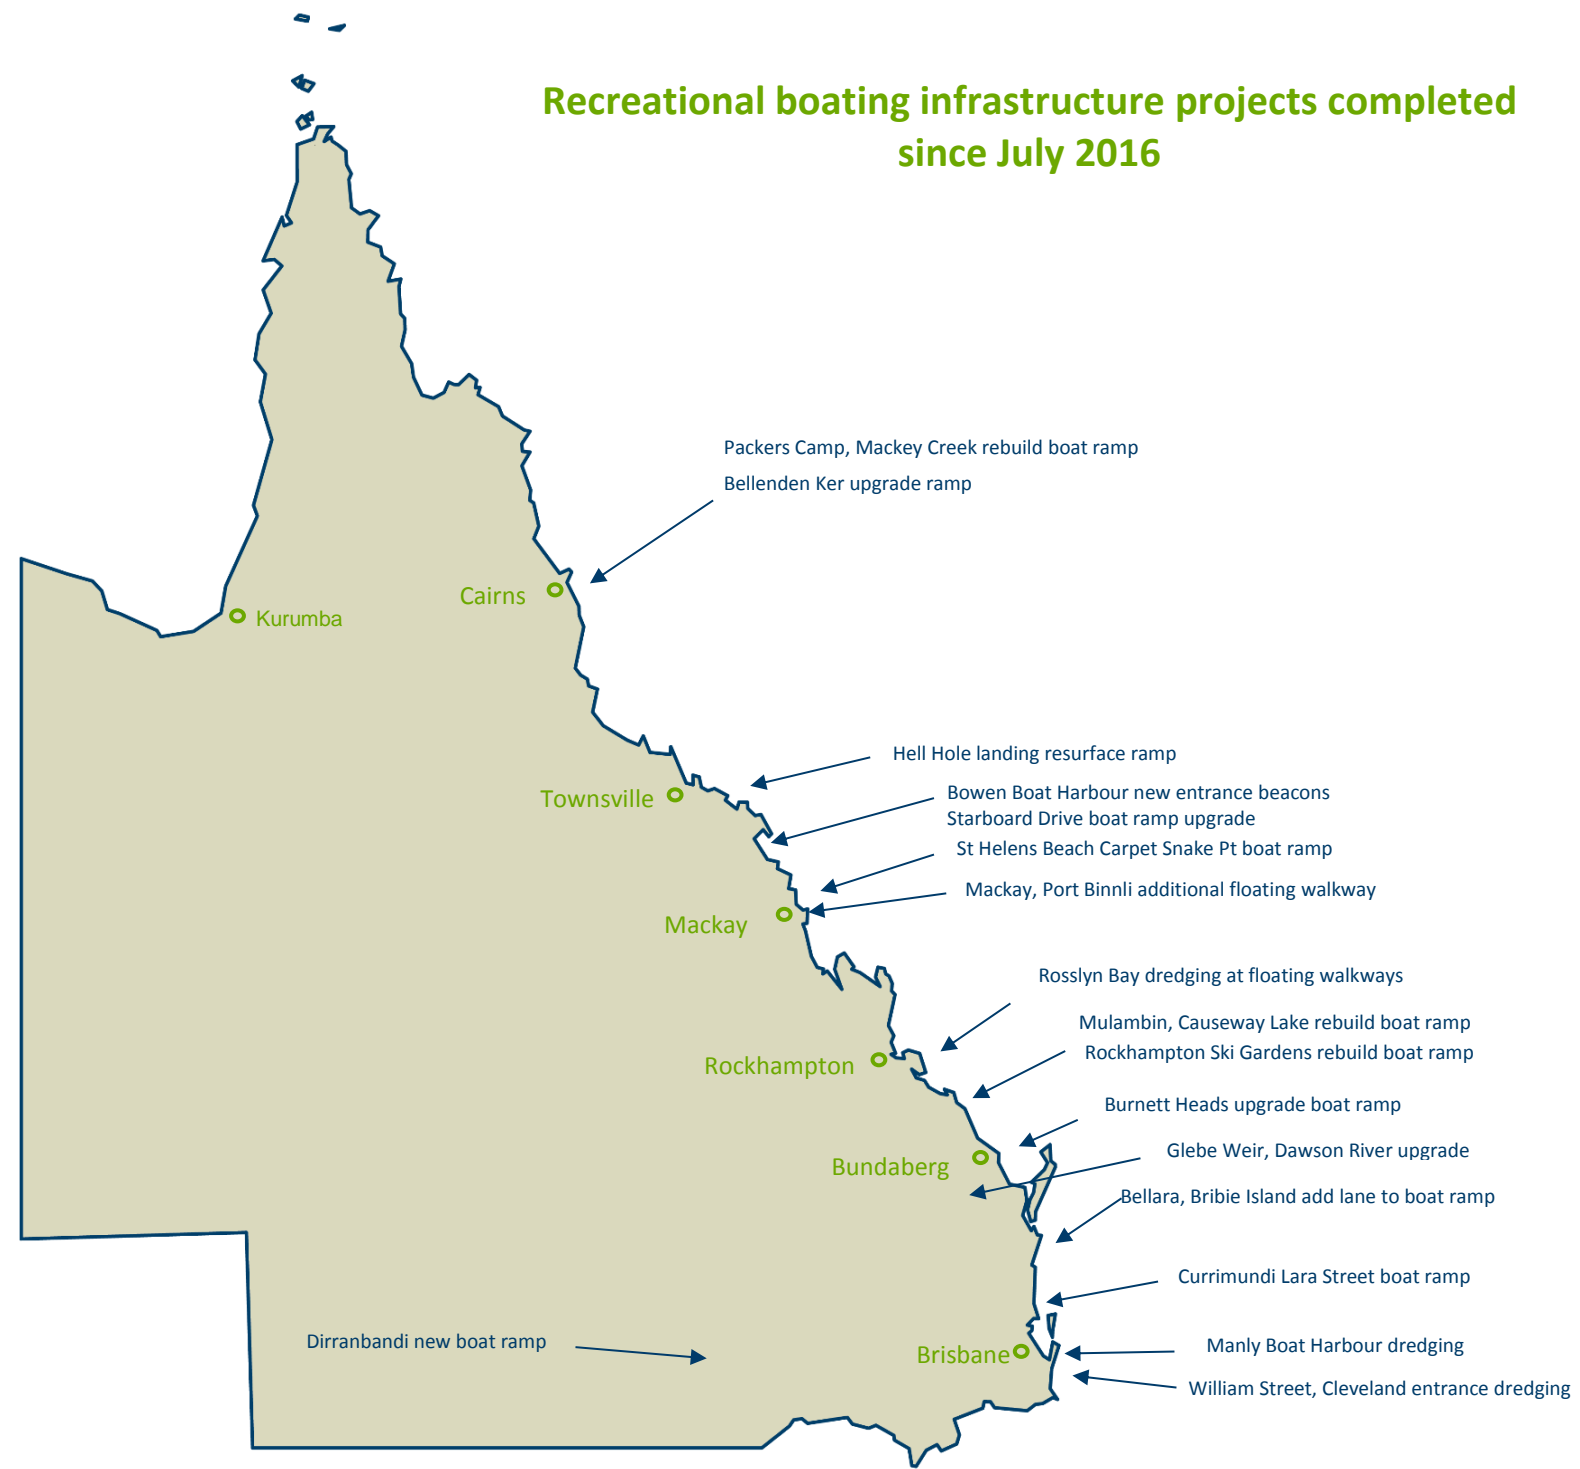 Recreational boating infrastructure projects completed
since July 2016
Packers Camp, Mackey Creek rebuild boat ramp
Bellenden Ker upgrade ramp
Cairns
Kurumba
Hell Hole landing resurface ramp
Townsville
Bowen Boat Harbour new entrance beacons
Starboard Drive boat ramp upgrade
St Helens Beach Carpet Snake Pt boat ramp
Mackay, Port Binnli additional floating walkway
Mackay
Rosslyn Bay dredging at floating walkways
Mulambin, Causeway Lake rebuild boat ramp
Rockhampton Ski Gardens rebuild boat ramp
Rockhampton
Burnett Heads upgrade boat ramp
Glebe Weir, Dawson River upgrade
Bundaberg
Bellara, Bribie Island add lane to boat ramp
Currimundi Lara Street boat ramp
Dirranbandi new boat ramp
Brisbane
Manly Boat Harbour dredging
William Street, Cleveland entrance dredging